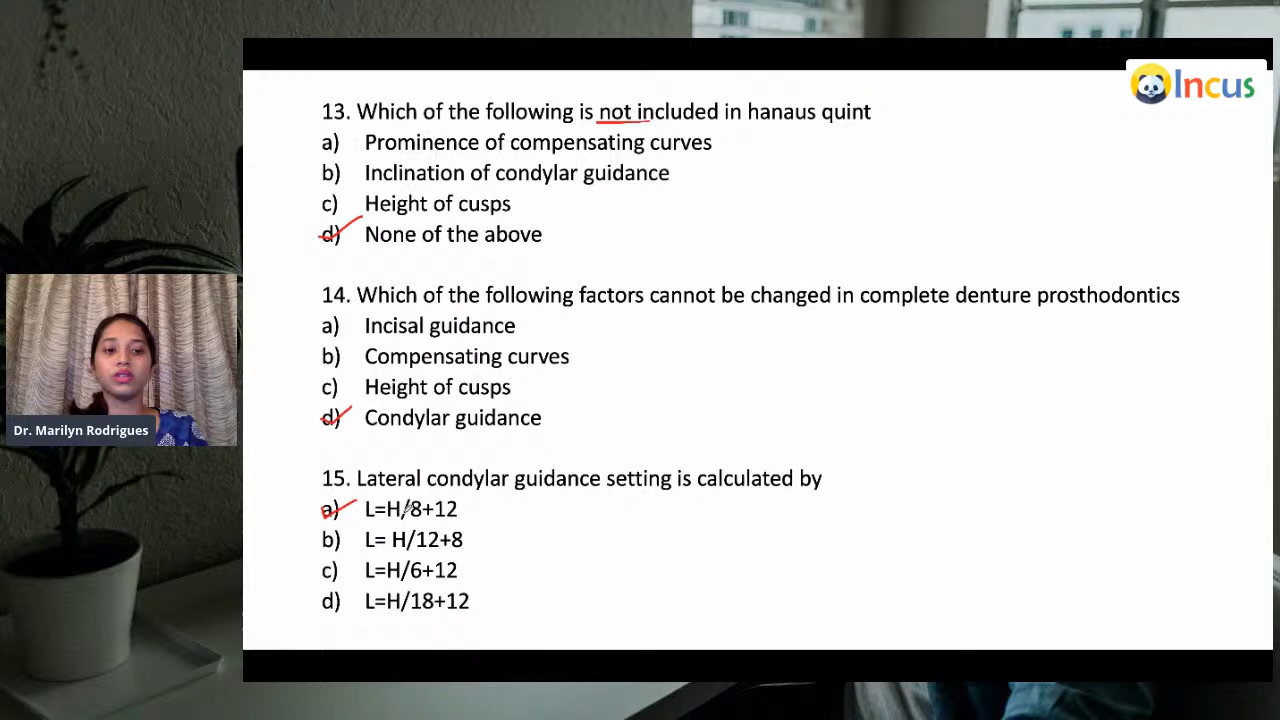 Incus
13. Which of the following is not included in hanaus quint
a) Prominence of compensating curves
b) Inclination of condylar guidance
c) Height of cusps
d) None of the above
14. Which of the following factors cannot be changed in complete denture prosthodontics
a) Incisal guidance
b) Compensating curves
c) Height of cusps
d) Condylar guidance
Dr. Marilyn Rodrigues
15. Lateral condylar guidance setting is calculated by
a) L=H/8+12
b) L= H/12+8
c) L=H/6+12
d) L=H/18+12